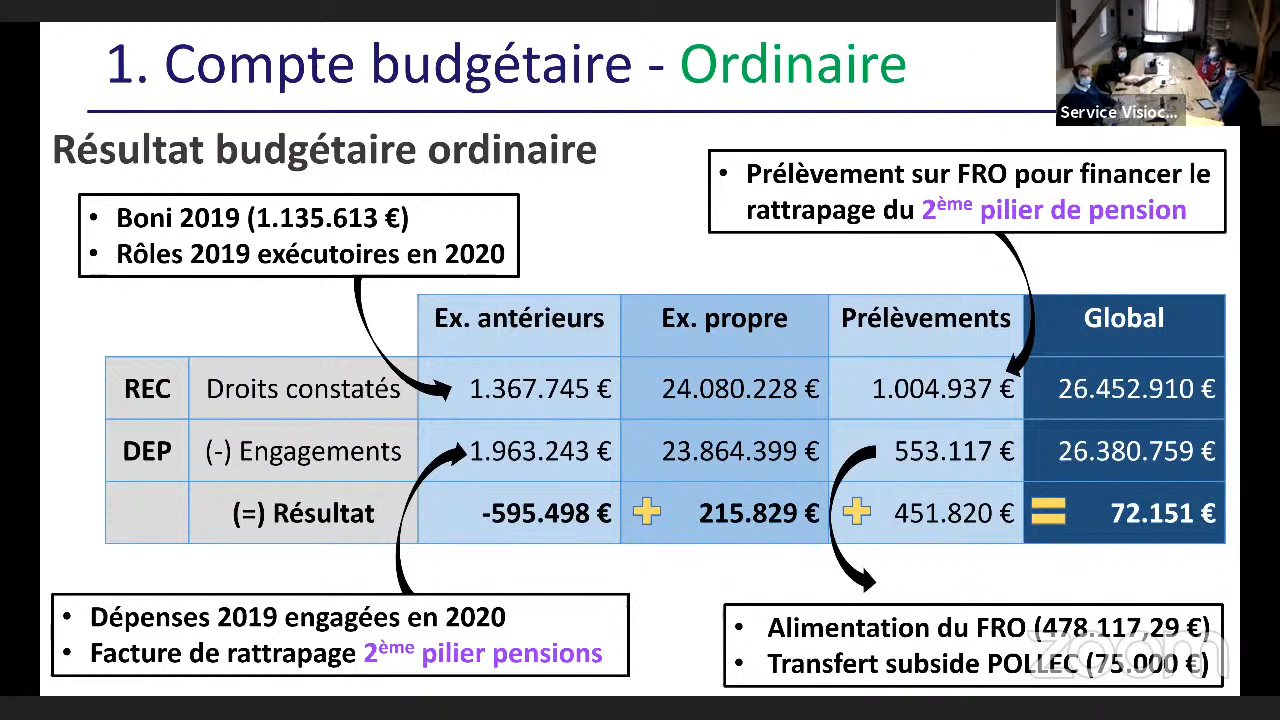 1. Compte budgétaire - Ordinaire
Service Visioc...
Résultat budgétaire ordinaire
• Prélèvement sur FRO pour financer le
rattrapage du 2ème pilier de pension
• Boni 2019 (1.135.613 €)
• Rôles 2019 exécutoires en 2020
Ex. antérieurs Ex. propre Prélèvements Global
REC Droits constatés 1.367.745 € 24.080.228 € 1.004.937 € 26.452.910 €
DEP (-) Engagements 1.963.243 € 23.864.399 € 553.117 € 26.380.759 €
(=) Résultat -595.498 € + 215.829 € + 451.820 € = 72.151 €
• Dépenses 2019 engagées en 2020
• Facture de rattrapage 2ème pilier pensions
• Alimentation du FRO (478.117,29 €)
• Transfert subside POLLEC (75.000 €)
zoom